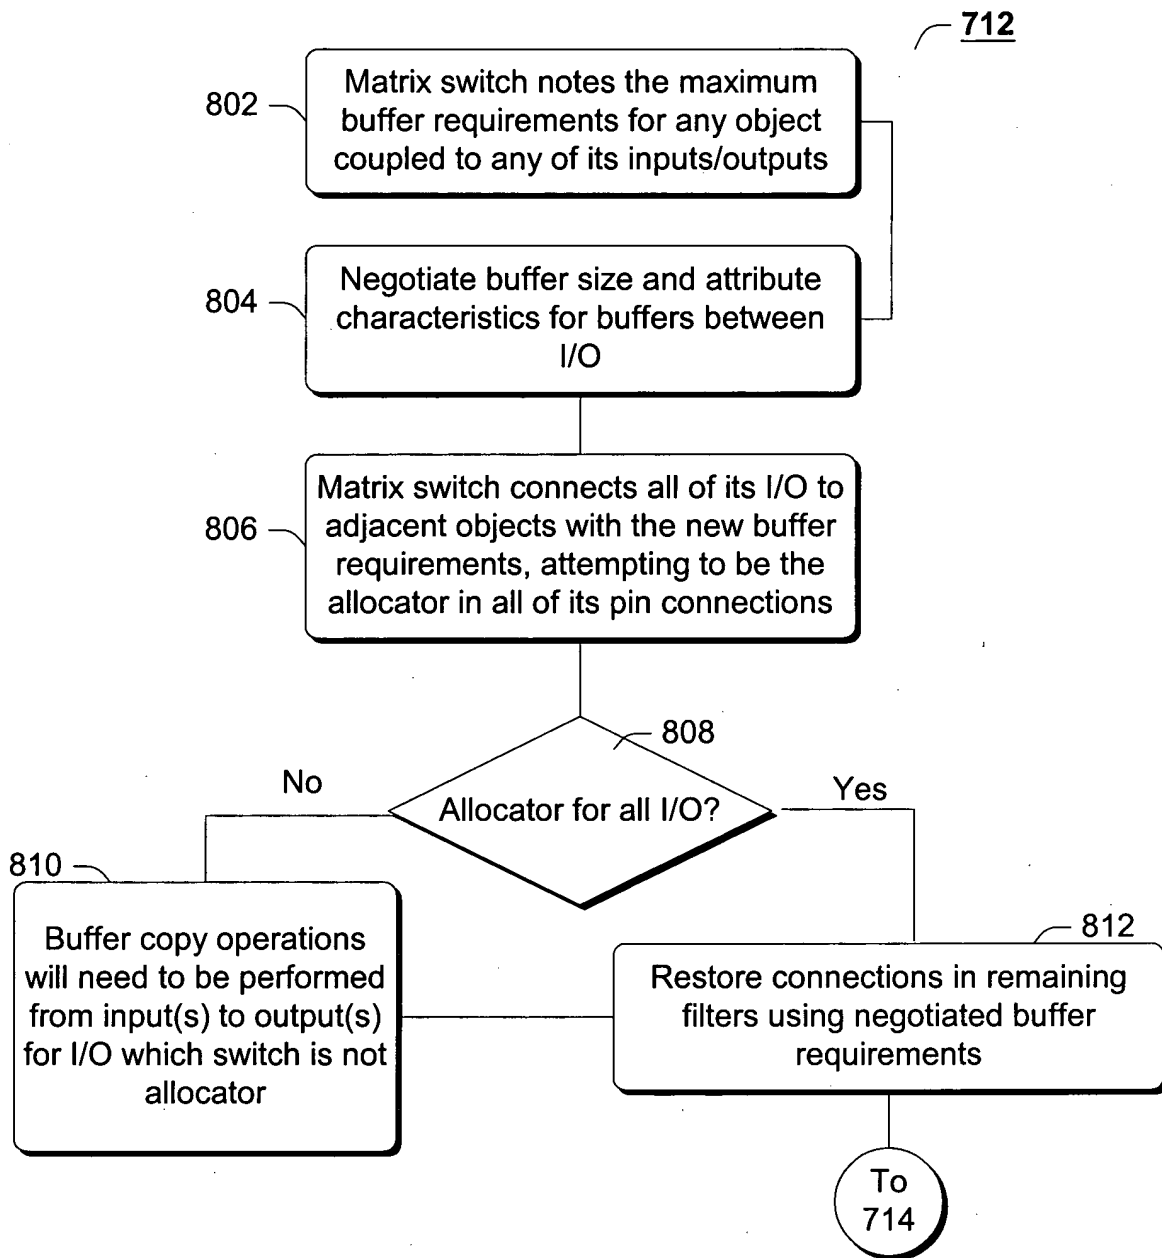 712
802
Matrix switch notes the maximum
buffer requirements for any object
coupled to any of its inputs/outputs
804
Negotiate buffer size and attribute
characteristics for buffers between
I/O
806
Matrix switch connects all of its I/O to
adjacent objects with the new buffer
requirements, attempting to be the
allocator in all of its pin connections
808
No
Allocator for all I/O?
Yes
810
Buffer copy operations
will need to be performed
from input(s) to output(s)
for I/O which switch is not
allocator
812
Restore connections in remaining
filters using negotiated buffer
requirements
To
714